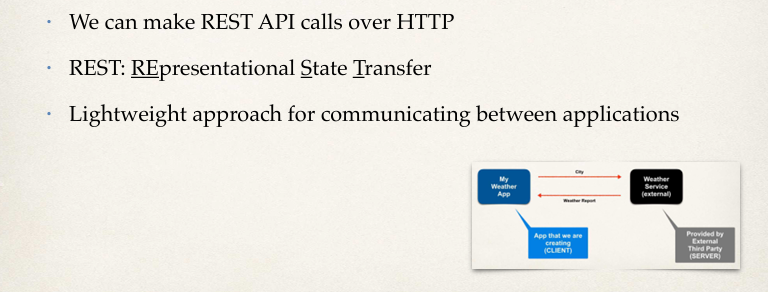 We can make REST API calls over HTTP
REST: REpresentational State Transfer
Lightweight approach for communicating between applications
My
Weather
App
City
Weather Report
Weather
Service
(external)
App that we are
creating
(CLIENT)
Provided by
External
Third Party
(SERVER)